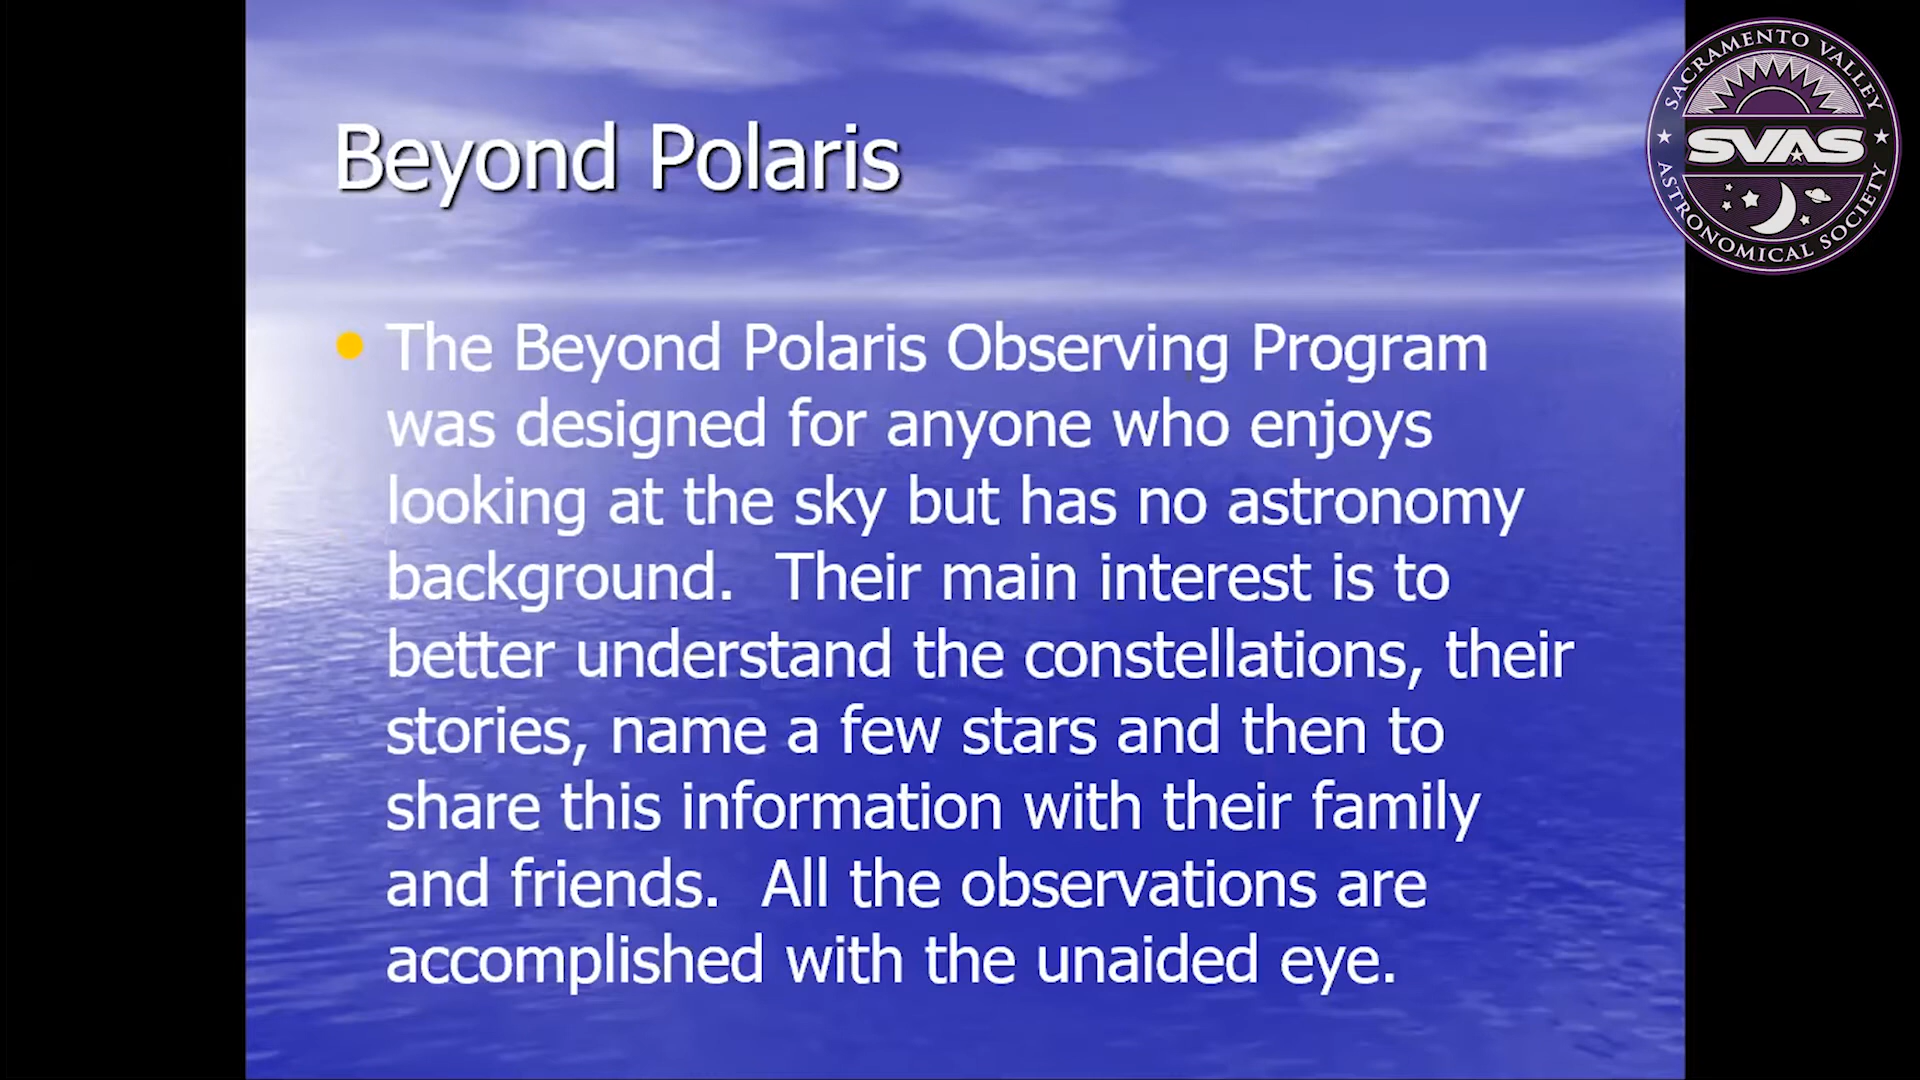 Beyond Polaris
SACRAMENTO VALLEY
SVAS
ASTRONOMICAL SOCIETY
• The Beyond Polaris Observing Program
was designed for anyone who enjoys
looking at the sky but has no astronomy
background.  Their main interest is to
better understand the constellations, their
stories, name a few stars and then to
share this information with their family
and friends.  All the observations are
accomplished with the unaided eye.